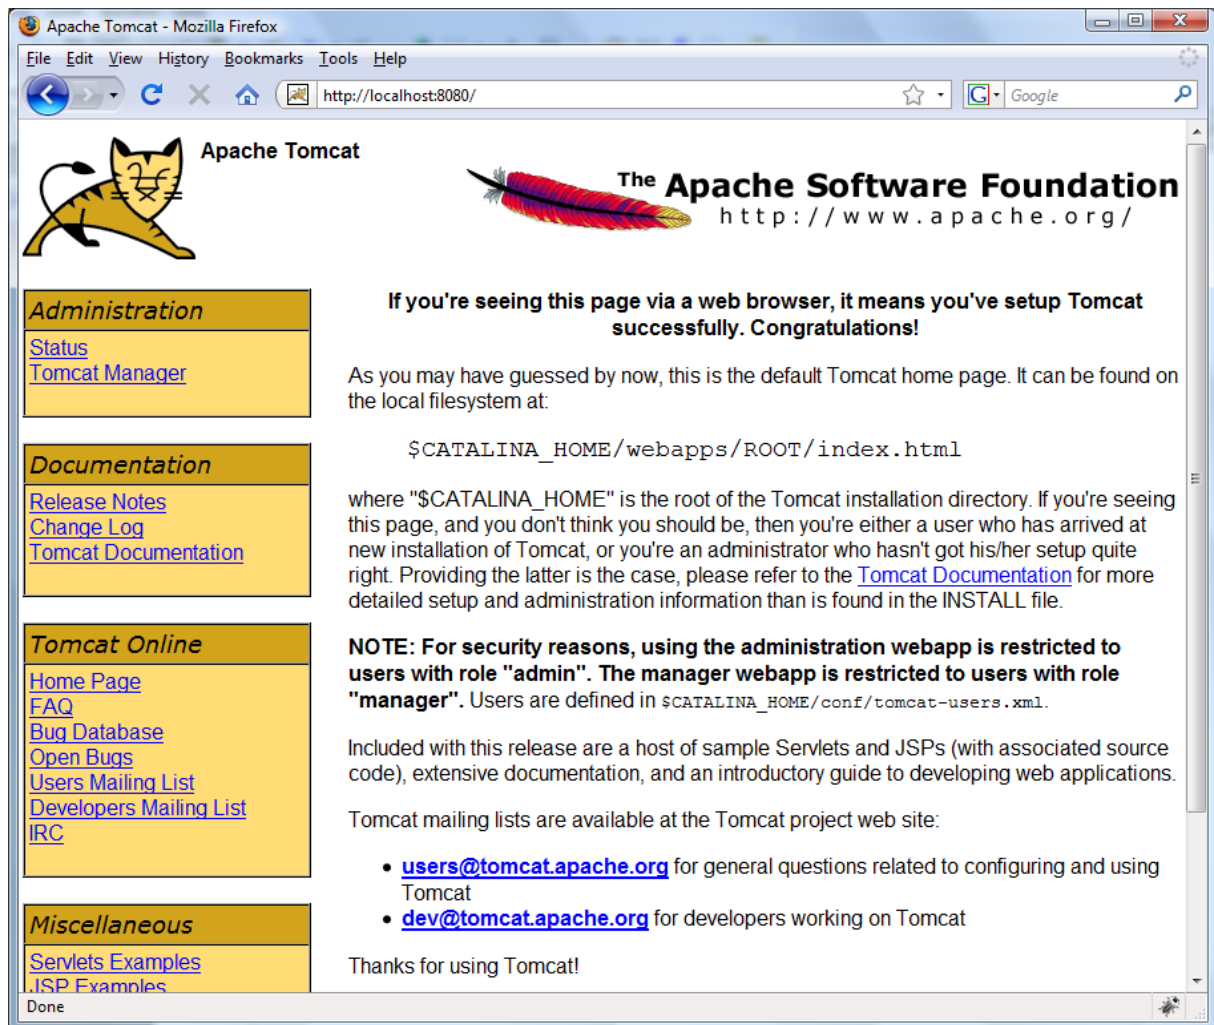 Apache Tomcat - Mozilla Firefox
File Edit View History Bookmarks Tools Help
http://localhost:8080/
G Google
Apache Tomcat
The Apache Software Foundation
http://www.apache.org/
Administration
Status
Tomcat Manager
Documentation
Release Notes
Change Log
Tomcat Documentation
Tomcat Online
Home Page
FAQ
Bug Database
Open Bugs
Users Mailing List
Developers Mailing List
IRC
Miscellaneous
Servlets Examples
JSP Examples
If you're seeing this page via a web browser, it means you've setup Tomcat
successfully. Congratulations!
As you may have guessed by now, this is the default Tomcat home page. It can be found on
the local filesystem at:
$CATALINA_HOME/webapps/ROOT/index.html
where "$CATALINA_HOME" is the root of the Tomcat installation directory. If you're seeing
this page, and you don't think you should be, then you're either a user who has arrived at
new installation of Tomcat, or you're an administrator who hasn't got his/her setup quite
right. Providing the latter is the case, please refer to the Tomcat Documentation for more
detailed setup and administration information than is found in the INSTALL file.
NOTE: For security reasons, using the administration webapp is restricted to
users with role "admin". The manager webapp is restricted to users with role
"manager". Users are defined in $CATALINA_HOME/conf/tomcat-users.xml.
Included with this release are a host of sample Servlets and JSPs (with associated source
code), extensive documentation, and an introductory guide to developing web applications.
Tomcat mailing lists are available at the Tomcat project web site:
• users@tomcat.apache.org for general questions related to configuring and using
Tomcat
• dev@tomcat.apache.org for developers working on Tomcat
Thanks for using Tomcat!
Done